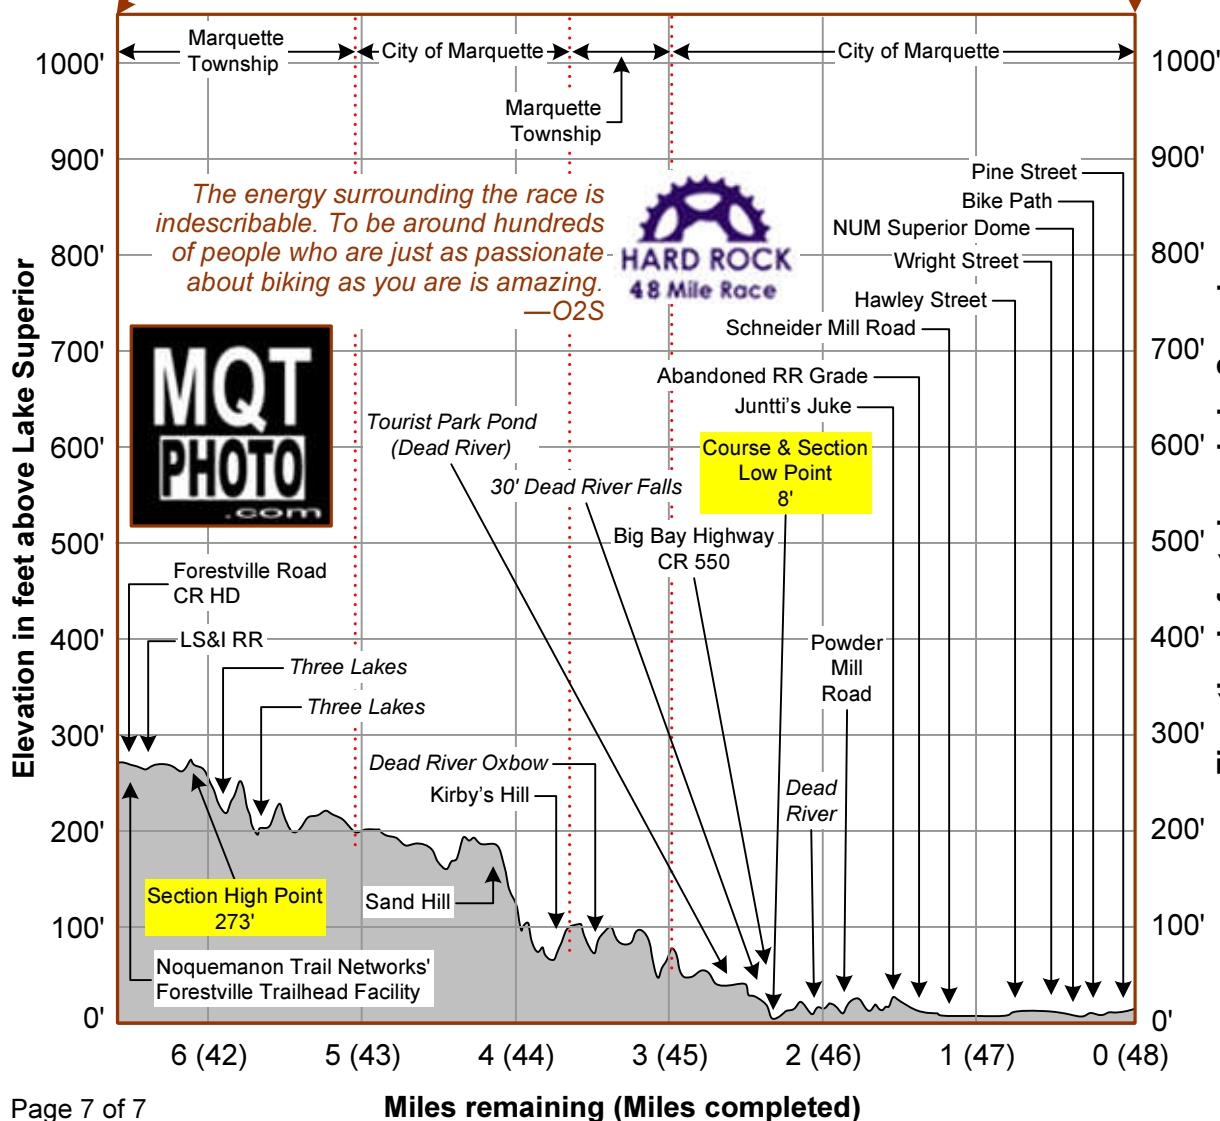 Marquette
Township
City of Marquette
City of Marquette
Marquette
Township
1000'
900'
800'
700'
600'
500'
400'
300'
200'
100'
0'
1000'
900'
800'
700'
600'
500'
400'
300'
200'
100'
0'
Elevation in feet above Lake Superior
The energy surrounding the race is
indescribable. To be around hundreds
of people who are just as passionate
about biking as you are is amazing.
—O2S
HARD ROCK
48 Mile Race
MQT
PHOTO
.com
Pine Street
Bike Path
NUM Superior Dome
Wright Street
Hawley Street
Schneider Mill Road
Abandoned RR Grade
Juntti's Juke
Tourist Park Pond
(Dead River)
Course & Section
Low Point
8'
30' Dead River Falls
Big Bay Highway
CR 550
Forestville Road
CR HD
LS&I RR
Three Lakes
Three Lakes
Powder
Mill
Road
Dead River Oxbow
Kirby's Hill
Dead
River
Section High Point
273'
Sand Hill
Noquemanon Trail Networks'
Forestville Trailhead Facility
6 (42)
5 (43)
4 (44)
3 (45)
2 (46)
1 (47)
0 (48)
Page 7 of 7
Miles remaining (Miles completed)